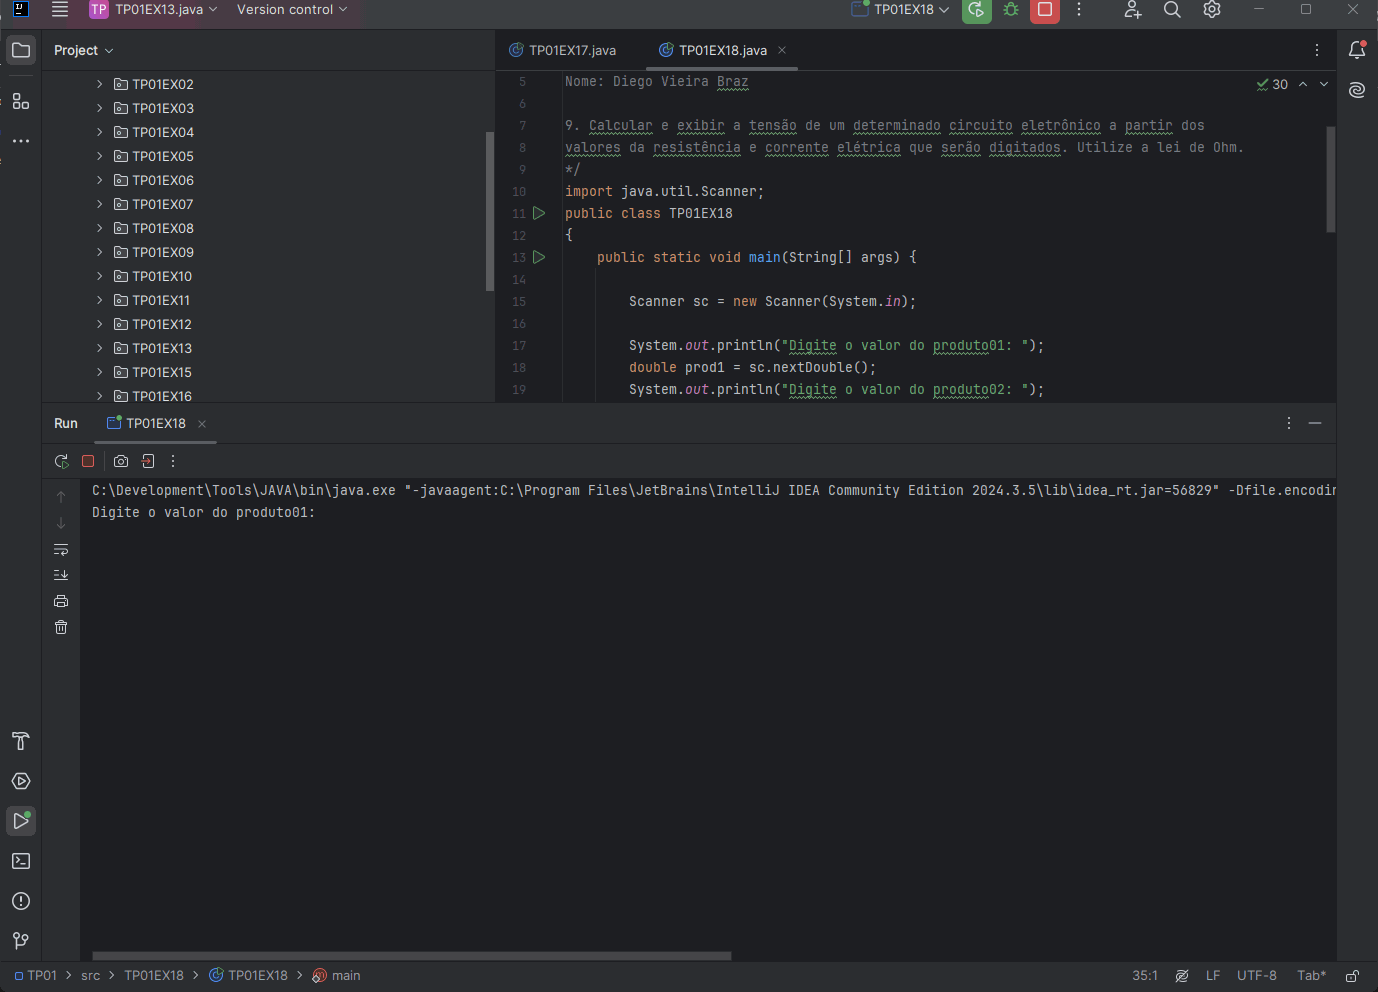 IJ
TP TP01EX13.java Version control TP01EX18
Project
TP01EX17.java TP01EX18.java
TP01EX02
TP01EX03
TP01EX04
TP01EX05
TP01EX06
TP01EX07
TP01EX08
TP01EX09
TP01EX10
TP01EX11
TP01EX12
TP01EX13
TP01EX15
TP01EX16
30
5 Nome: Diego Vieira Braz
6
7 9. Calcular e exibir a tensão de um determinado circuito eletrônico a partir dos
8 valores da resistência e corrente elétrica que serão digitados. Utilize a lei de Ohm.
9 */
10 import java.util.Scanner;
11 public class TP01EX18
12 {
13 public static void main(String[] args) {
14
15 Scanner sc = new Scanner(System.in);
16
17 System.out.println("Digite o valor do produto01: ");
18 double prod1 = sc.nextDouble();
19 System.out.println("Digite o valor do produto02: ");
Run TP01EX18
C:\Development\Tools\JAVA\bin\java.exe "-javaagent:C:\Program Files\JetBrains\IntelliJ IDEA Community Edition 2024.3.5\lib\idea_rt.jar=56829" -Dfile.encodin
Digite o valor do produto01:
TP01 > src > TP01EX18 > TP01EX18 > main 35:1 LF UTF-8 Tab*